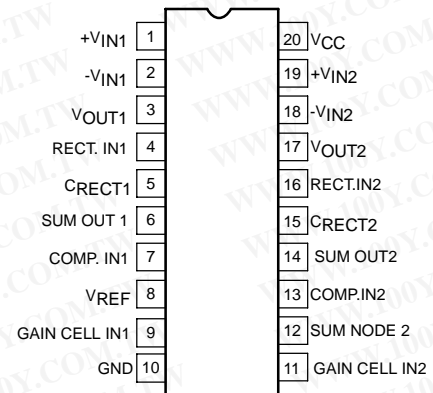 +VIN1 1 20 VCC
-VIN1 2 19 +VIN2
VOUT1 3 18 -VIN2
RECT. IN1 4 17 VOUT2
CRECT1 5 16 RECT.IN2
SUM OUT 1 6 15 CRECT2
COMP. IN1 7 14 SUM OUT2
VREF 8 13 COMP.IN2
GAIN CELL IN1 9 12 SUM NODE 2
GND 10 11 GAIN CELL IN2